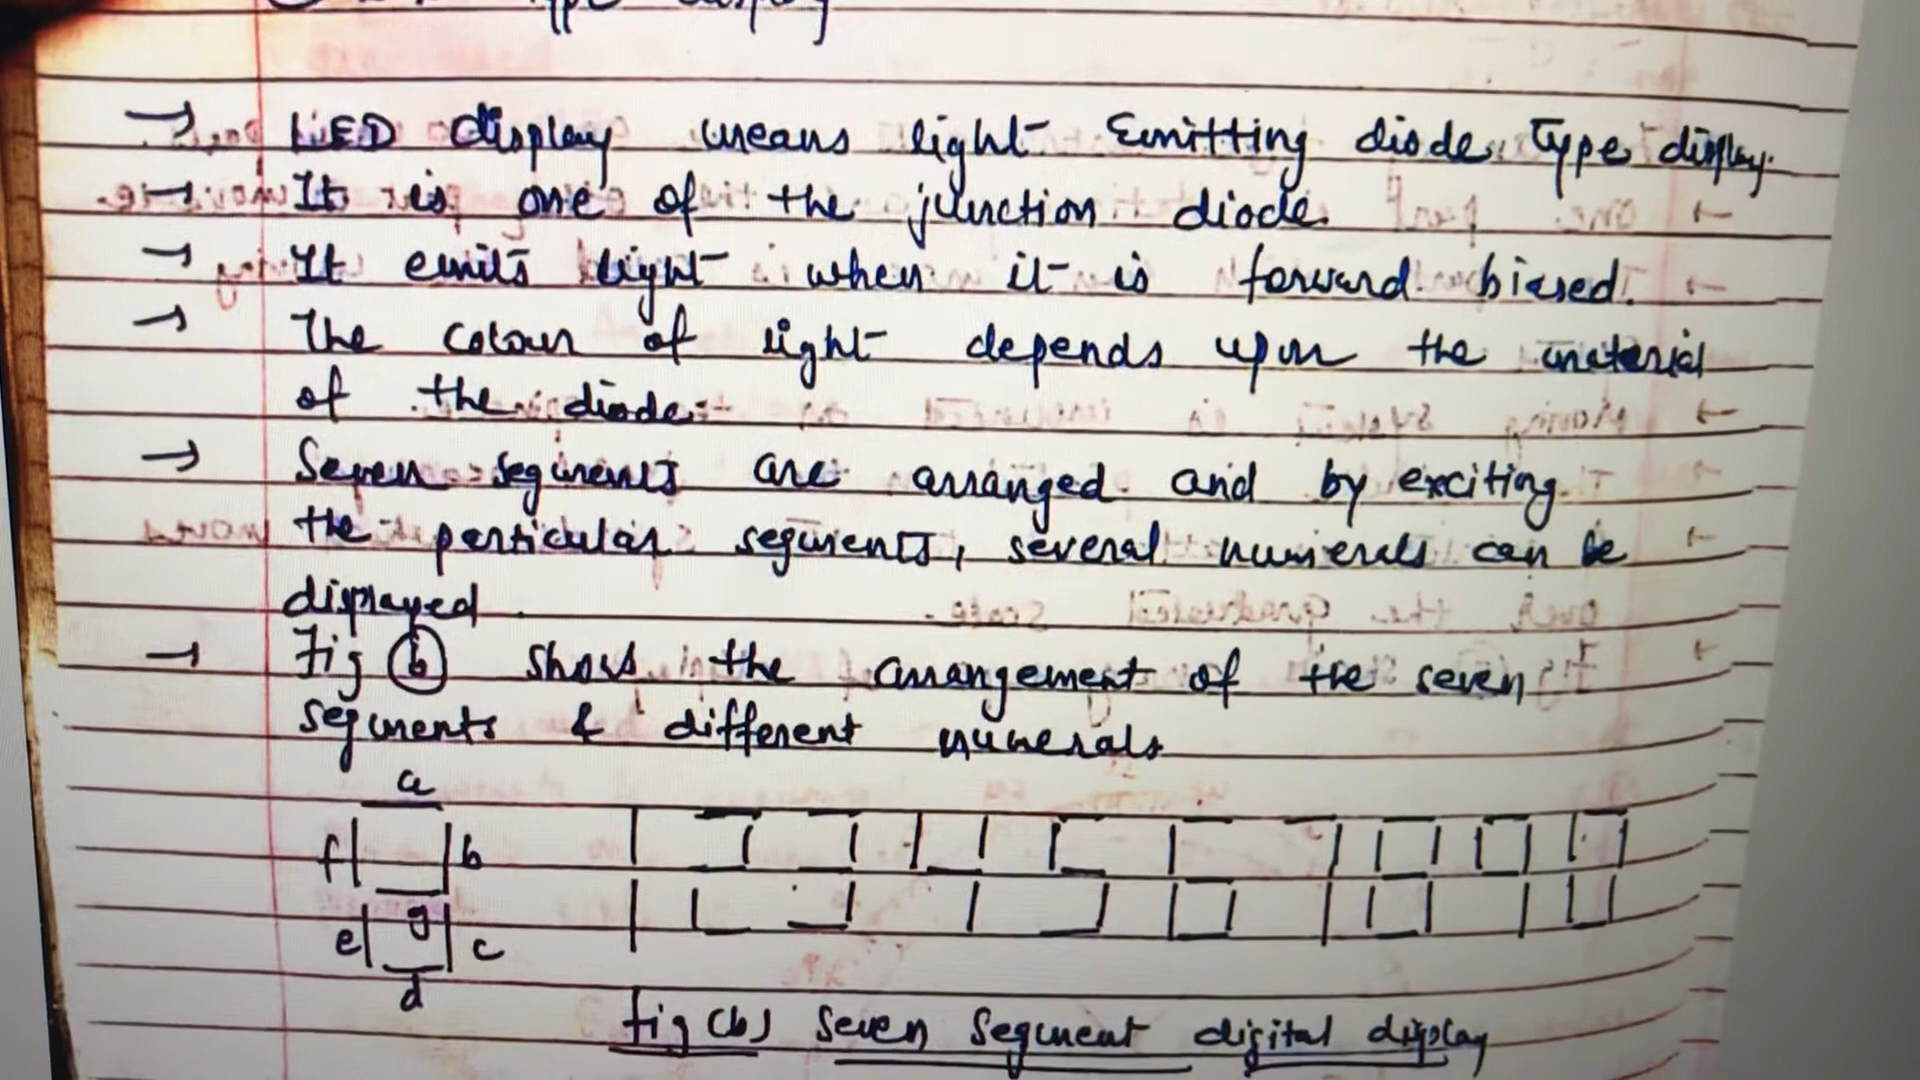 type display
→ LED display means light Emitting diode type display.
→ It is one of the junction diode.
→ It emits light when it is forward biased.
→ The colour of light depends upon the material
of the diode.
→ Seven segments are arranged and by exciting
the particular segments, several numerals can be
displayed.
→ Fig (b) shows the arrangement of the seven
segments & different numerals
a
f b
g
e c
d
fig (b) Seven Segment digital display